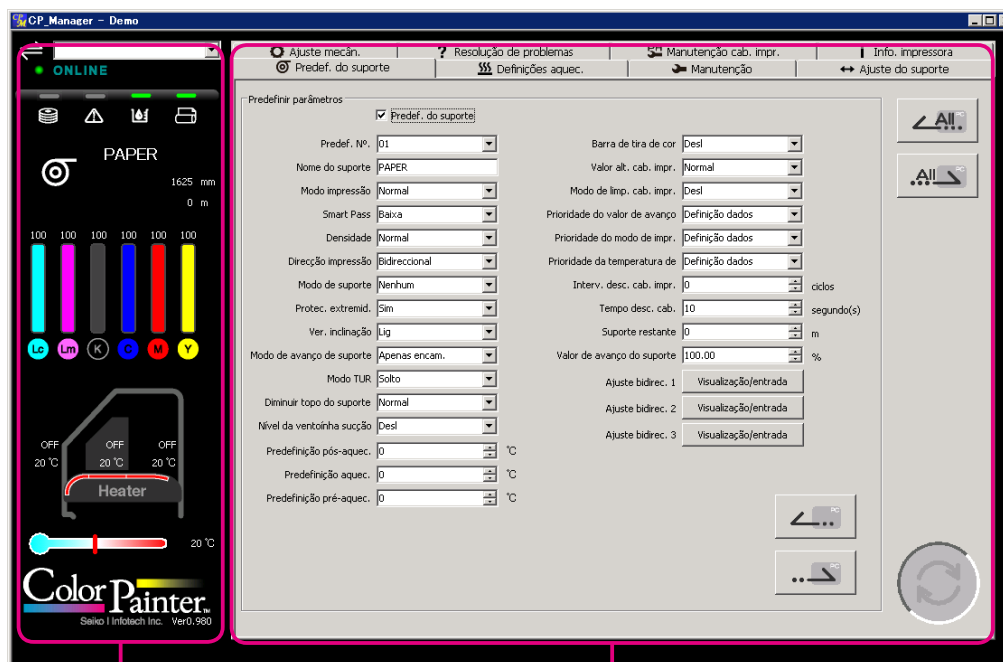 CP_Manager - Demo
ONLINE
PAPER
1625 mm
0 m
100 100 100 100 100 100
Lc Lm K C M Y
OFF OFF OFF
20 °C 20 °C 20 °C
Heater
20 °C
Color Painter™
Seiko I Infotech Inc. Ver0.980
Ajuste mecân. ? Resolução de problemas Manutenção cab. impr. Info. impressora
Predef. do suporte Definições aquec. Manutenção Ajuste do suporte
Predefinir parâmetros
Predef. do suporte
Predef. Nº. 01
Nome do suporte PAPER
Modo impressão Normal
Smart Pass Baixa
Densidade Normal
Direcção impressão Bidireccional
Modo de suporte Nenhum
Protec. extremid. Sim
Ver. inclinação Lig
Modo de avanço de suporte Apenas encam.
Modo TUR Solto
Diminuir topo do suporte Normal
Nível da ventoínha sucção Desl
Predefinição pós-aquec. 0 °C
Predefinição aquec. 0 °C
Predefinição pré-aquec. 0 °C
Barra de tira de cor Desl
Valor alt. cab. impr. Normal
Modo de limp. cab. impr. Desl
Prioridade do valor de avanço Definição dados
Prioridade do modo de impr. Definição dados
Prioridade da temperatura de Definição dados
Interv. desc. cab. impr. 0 ciclos
Tempo desc. cab. 10 segundo(s)
Suporte restante 0 m
Valor de avanço do suporte 100.00 %
Ajuste bidirec. 1 Visualização/entrada
Ajuste bidirec. 2 Visualização/entrada
Ajuste bidirec. 3 Visualização/entrada
All
All
PC
PC